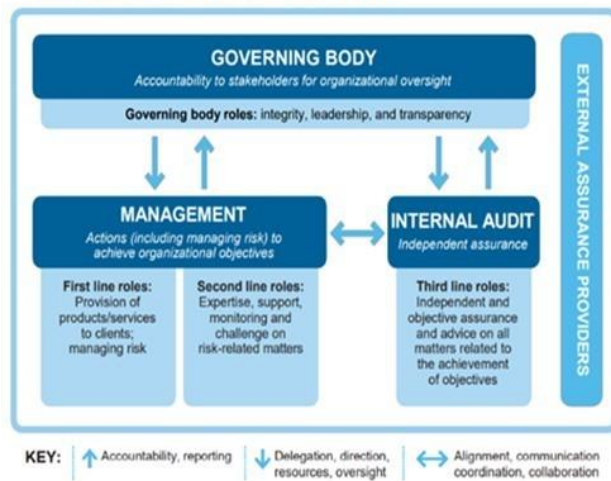 GOVERNING BODY
Accountability to stakeholders for organizational oversight
Governing body roles: integrity, leadership, and transparency
MANAGEMENT
Actions (including managing risk) to
achieve organizational objectives
First line roles:
Provision of
products/services
to clients;
managing risk
Second line roles:
Expertise, support,
monitoring and
challenge on
risk-related matters
INTERNAL AUDIT
Independent assurance
Third line roles:
Independent and
objective assurance
and advice on all
matters related to
the achievement
of objectives
EXTERNAL ASSURANCE PROVIDERS
KEY:
Accountability, reporting
Delegation, direction,
resources, oversight
Alignment, communication
coordination, collaboration